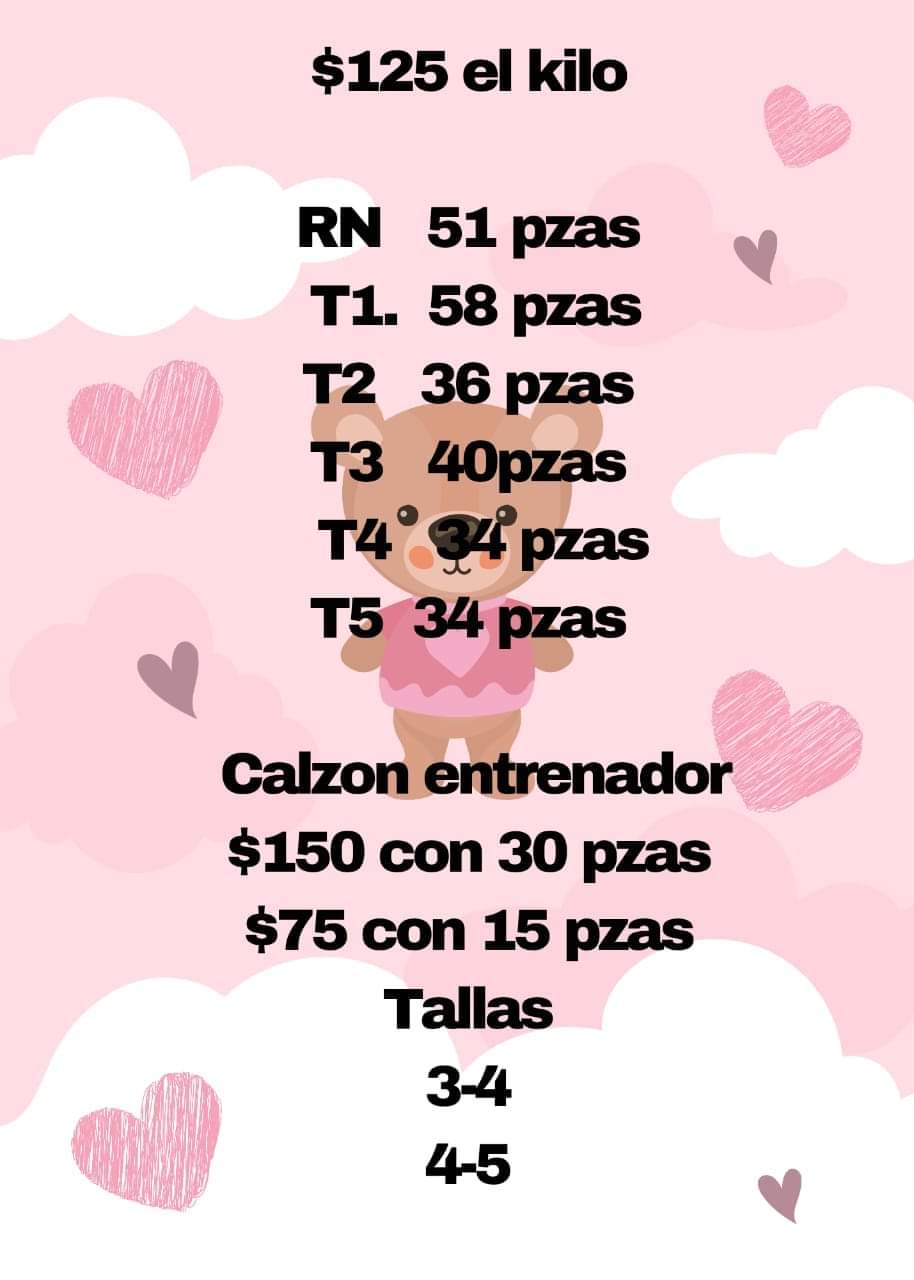 $125 el kilo
RN 51 pzas
T1. 58 pzas
T2 36 pzas
T3 40pzas
T4 34 pzas
T5 34 pzas
Calzon entrenador
$150 con 30 pzas
$75 con 15 pzas
Tallas
3-4
4-5